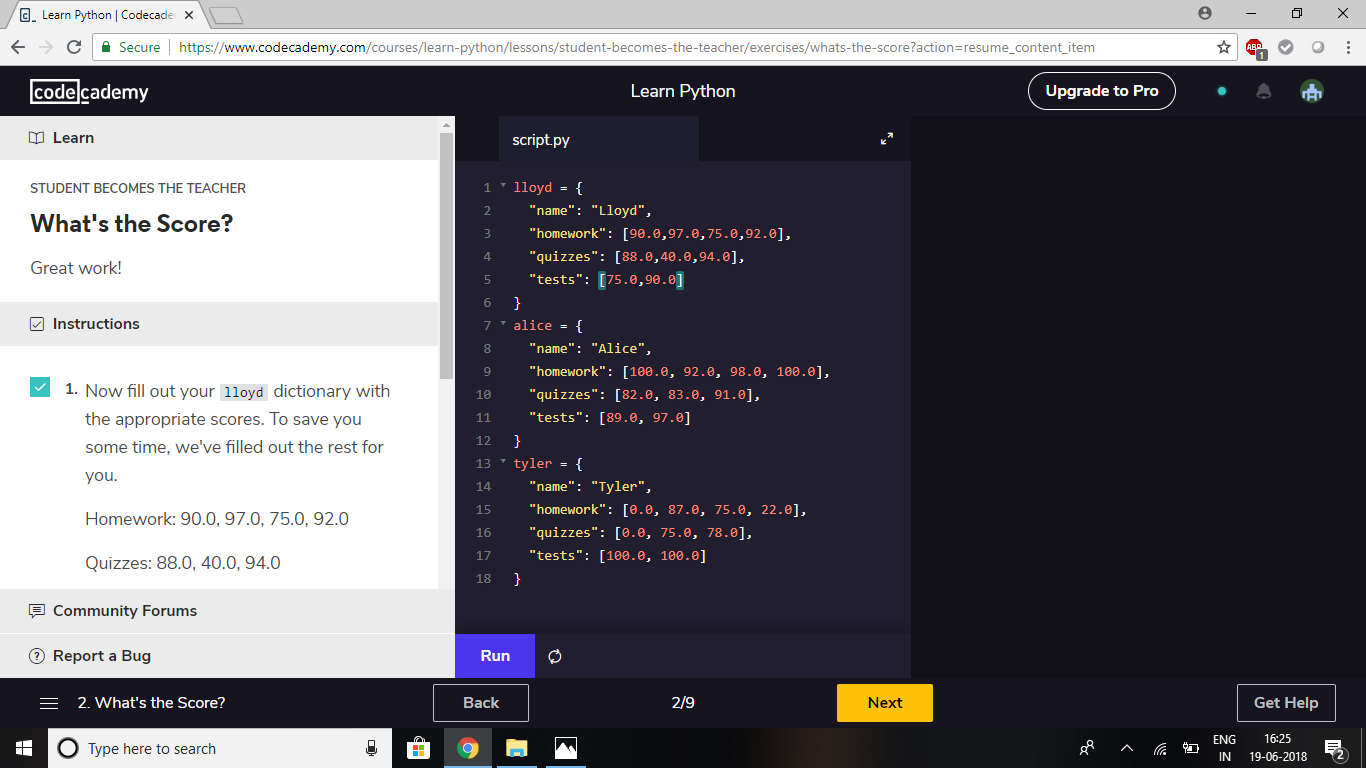 Learn Python | Codecade
Secure
https://www.codecademy.com/courses/learn-python/lessons/student-becomes-the-teacher/exercises/whats-the-score?action=resume_content_item
ABP
1
codecademy
Learn Python
Upgrade to Pro
Learn
STUDENT BECOMES THE TEACHER
What's the Score?
Great work!
Instructions
1. Now fill out your lloyd dictionary with
the appropriate scores. To save you
some time, we've filled out the rest for
you.
Homework: 90.0, 97.0, 75.0, 92.0
Quizzes: 88.0, 40.0, 94.0
Community Forums
Report a Bug
script.py
1 lloyd = {
2 "name": "Lloyd",
3 "homework": [90.0,97.0,75.0,92.0],
4 "quizzes": [88.0,40.0,94.0],
5 "tests": [75.0,90.0]
6 }
7 alice = {
8 "name": "Alice",
9 "homework": [100.0, 92.0, 98.0, 100.0],
10 "quizzes": [82.0, 83.0, 91.0],
11 "tests": [89.0, 97.0]
12 }
13 tyler = {
14 "name": "Tyler",
15 "homework": [0.0, 87.0, 75.0, 22.0],
16 "quizzes": [0.0, 75.0, 78.0],
17 "tests": [100.0, 100.0]
18 }
Run
2. What's the Score?
Back
2/9
Next
Get Help
Type here to search
ENG
IN
16:25
19-06-2018
2